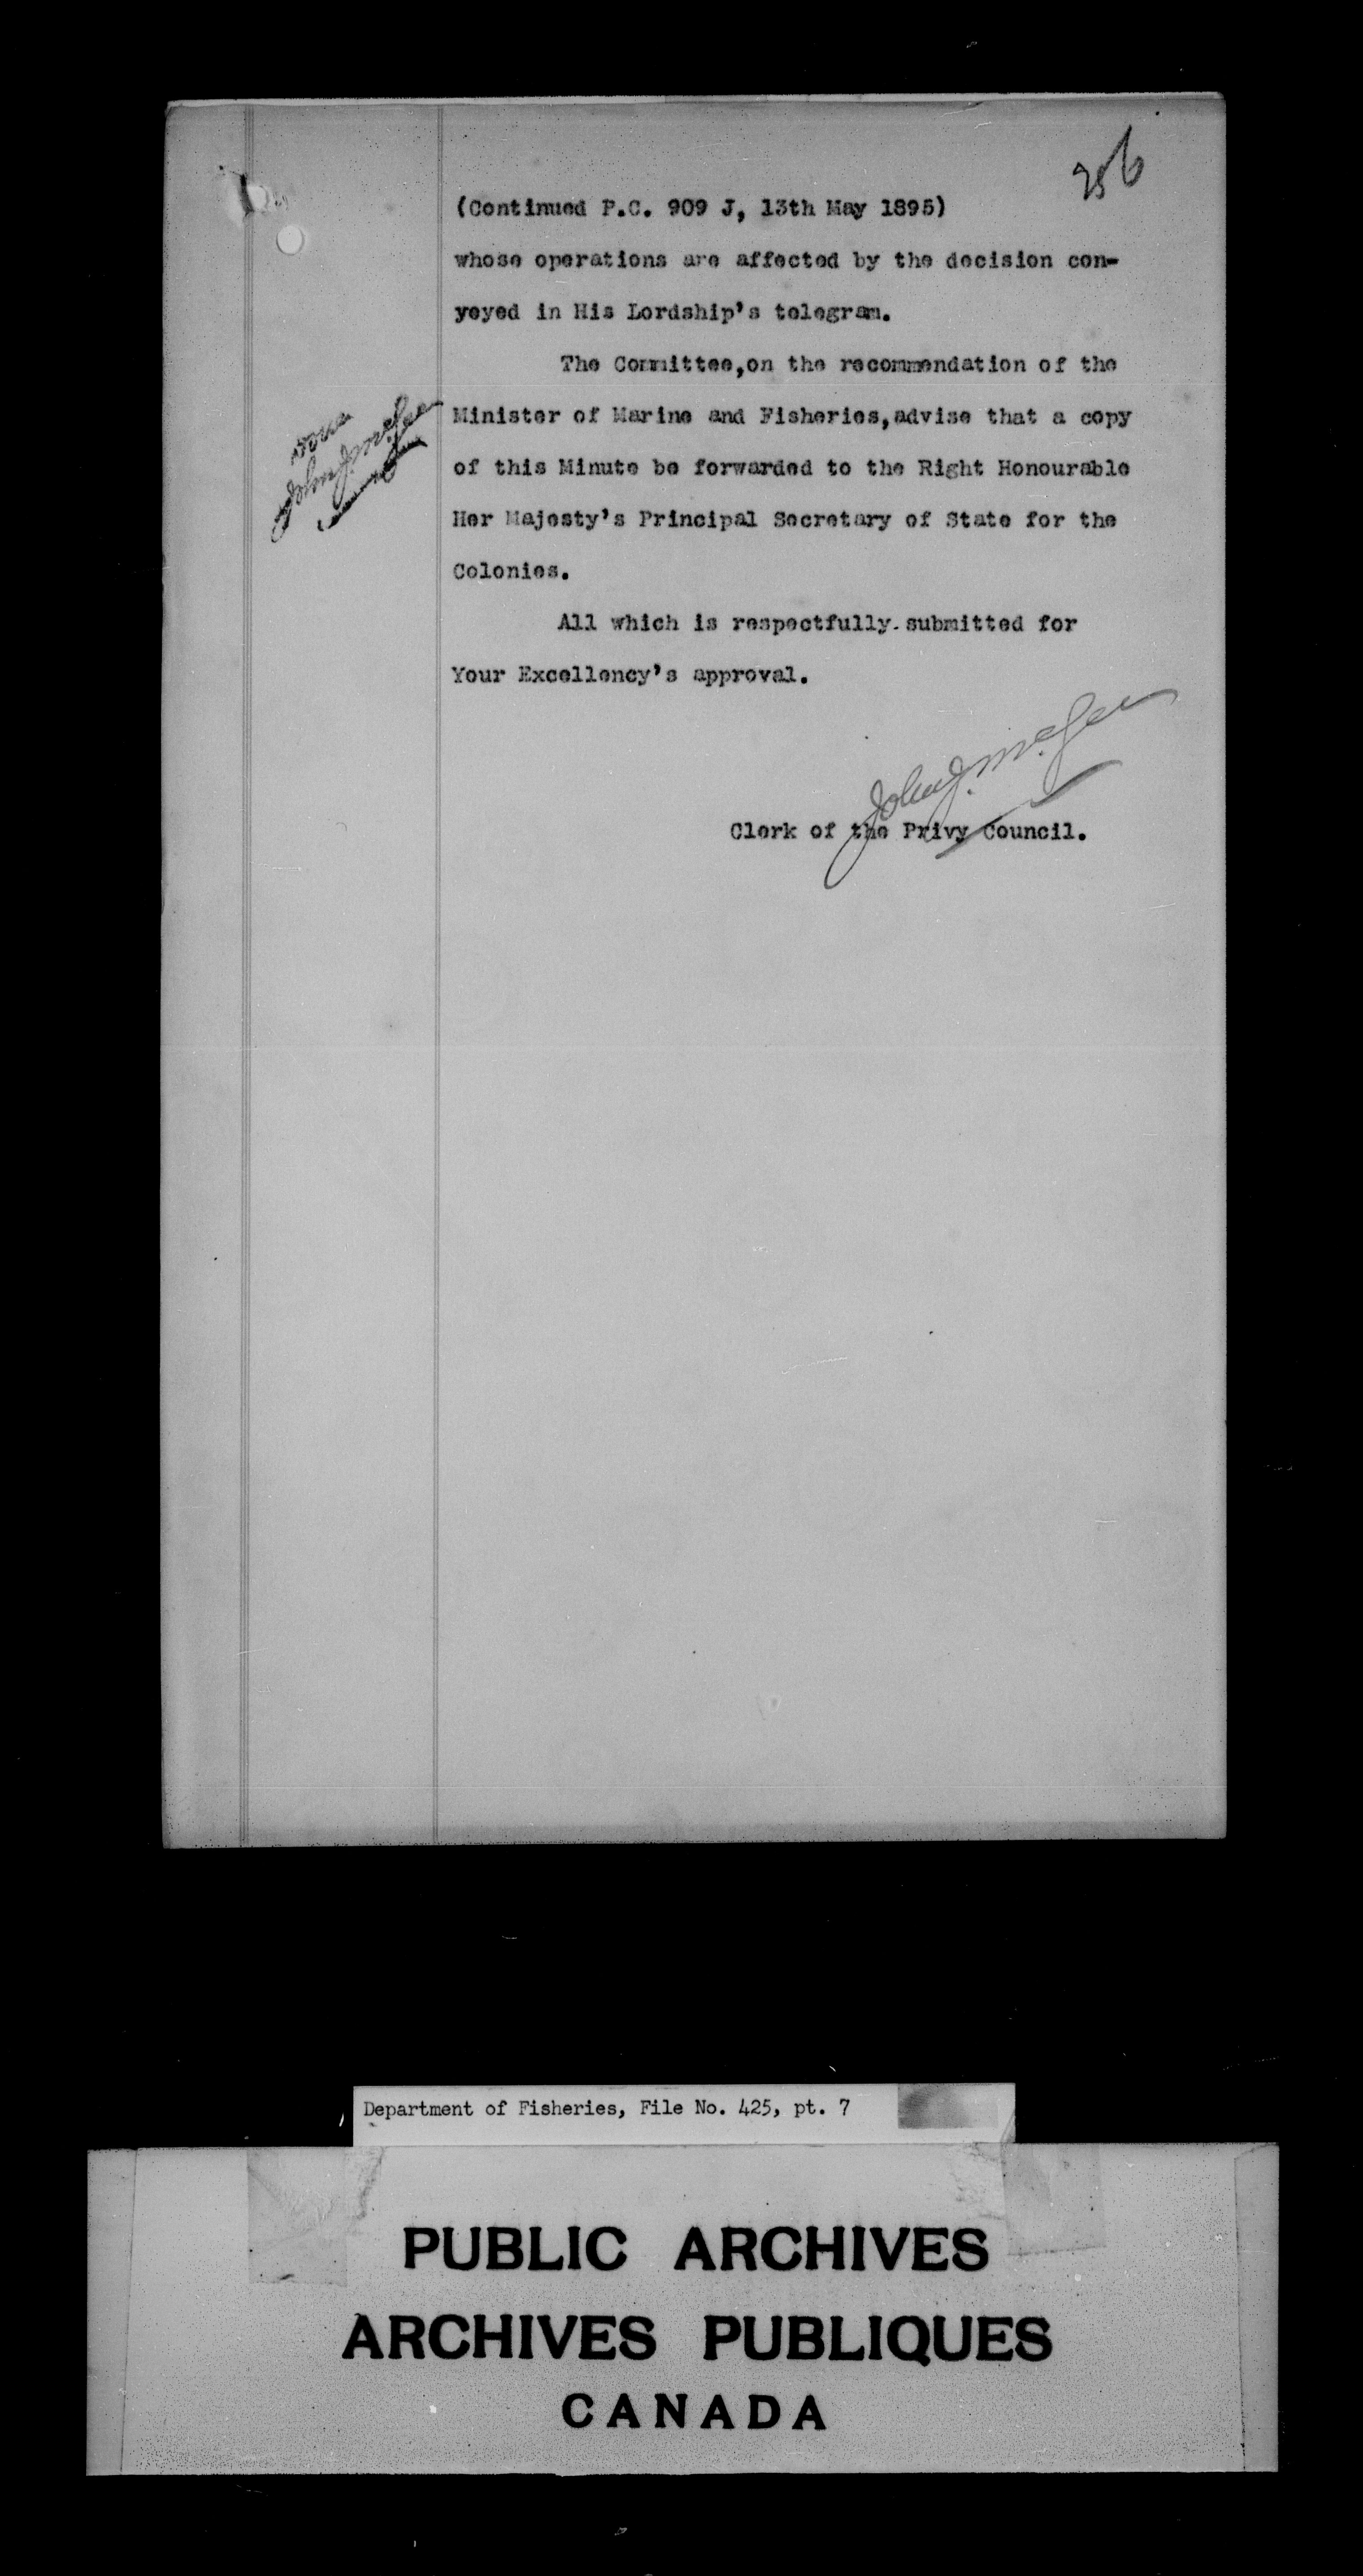 256
(Continued P.C. 909 J, 13th May 1895)
whose operations are affected by the decision con-
yeyed in His Lordship's telegram.
The Committee,on the recommendation of the
Minister of Marine and Fisheries,advise that a copy
of this Minute be forwarded to the Right Honourable
Her Majesty's Principal Secretary of State for the
Colonies.
All which is respectfully submitted for
Your Excellency's approval.
John J. McGee
John J. McGee
Clerk of the Privy Council.
Department of Fisheries, File No. 425, pt. 7
PUBLIC ARCHIVES
ARCHIVES PUBLIQUES
CANADA